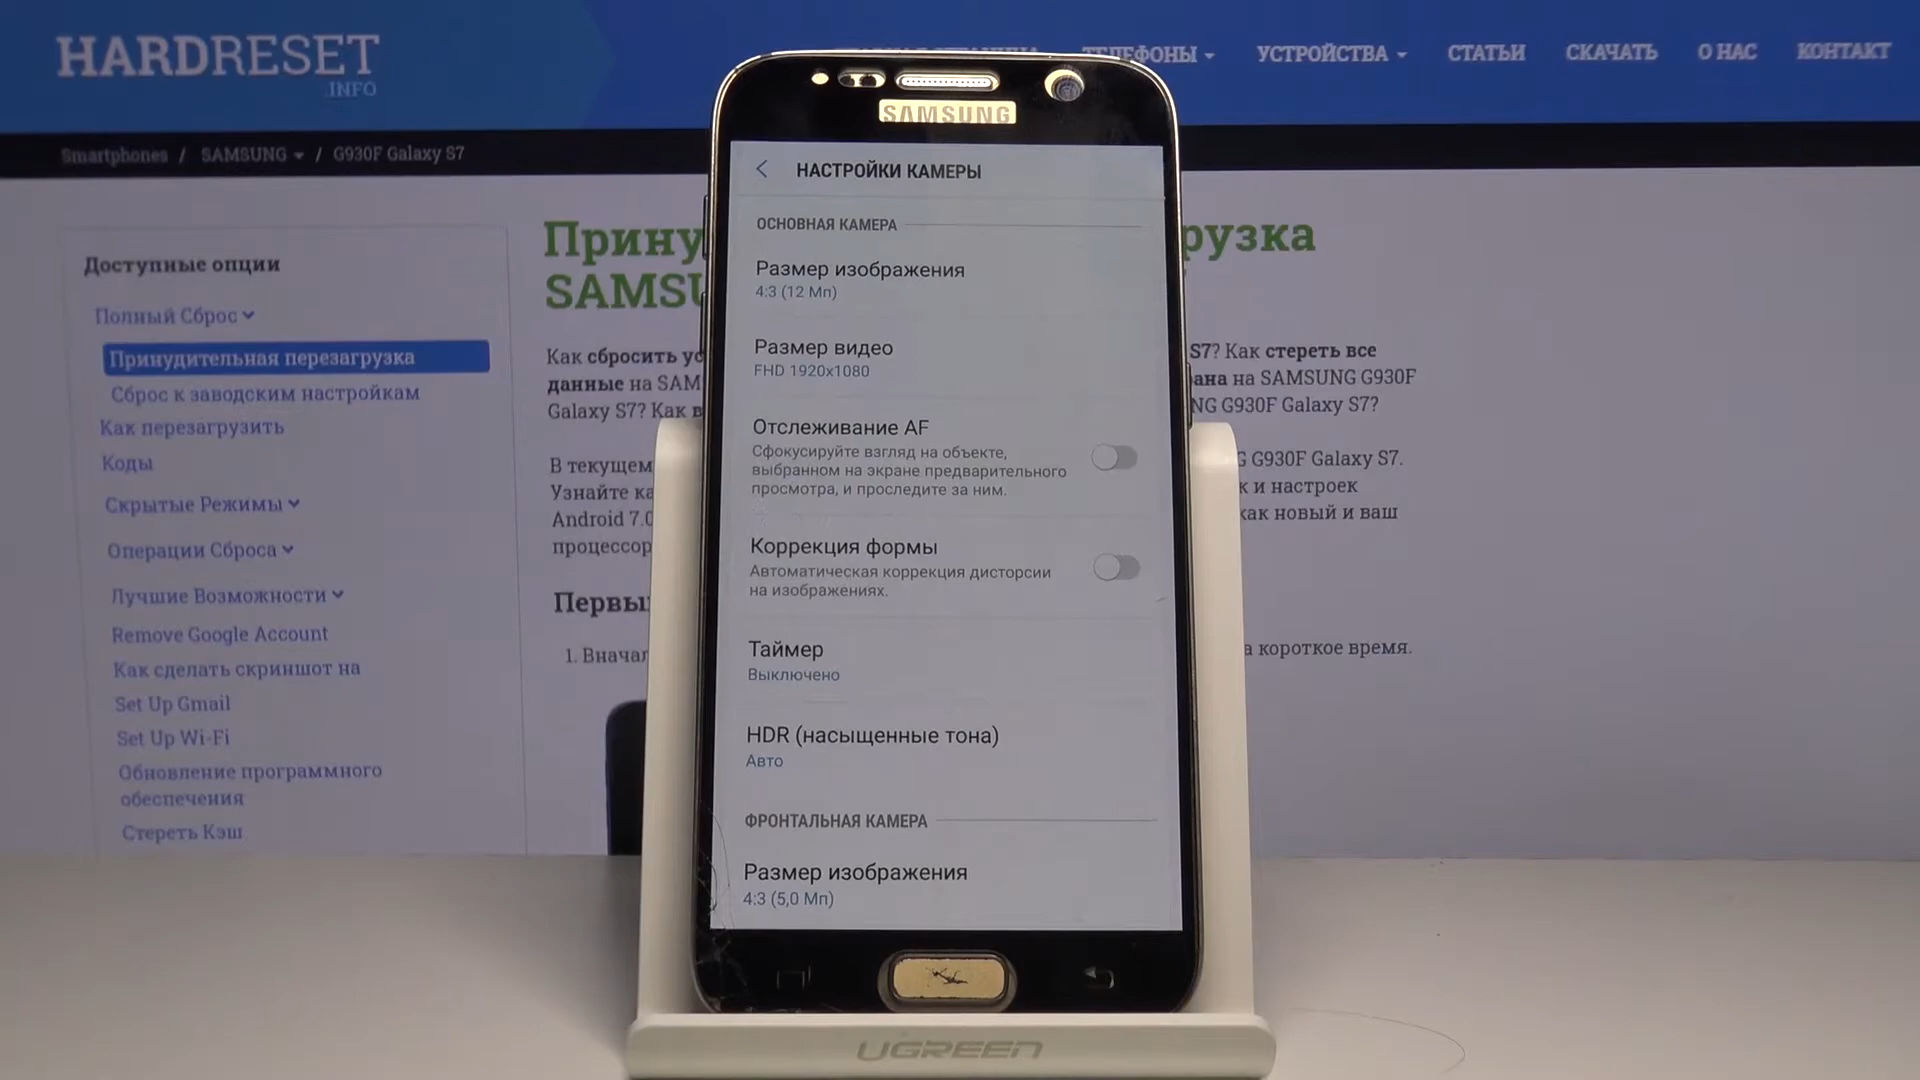 HARDRESET
.INFO
ТЕЛЕФОНЫ
УСТРОЙСТВА
СТАТЬИ
СКАЧАТЬ
О НАС
КОНТАКТ
Smartphones / SAMSUNG / G930F Galaxy S7
Доступные опции
Полный Сброс
Принудительная перезагрузка
Сброс к заводским настройкам
Как перезагрузить
Коды
Скрытые Режимы
Операции Сброса
Лучшие Возможности
Remove Google Account
Как сделать скриншот на
Set Up Gmail
Set Up Wi-Fi
Обновление программного
обеспечения
Стереть Кэш
Прину рузка
SAMSU
Как сбросить ус S7? Как стереть все
данные на SAM ана на SAMSUNG G930F
Galaxy S7? Как в NG G930F Galaxy S7?
В текущем G930F Galaxy S7.
Узнайте ка к и настроек
Android 7.0 как новый и ваш
процессор
Первы
1. Вначал а короткое время.
SAMSUNG
НАСТРОЙКИ КАМЕРЫ
ОСНОВНАЯ КАМЕРА
Размер изображения
4:3 (12 Мп)
Размер видео
FHD 1920x1080
Отслеживание AF
Сфокусируйте взгляд на объекте,
выбранном на экране предварительного
просмотра, и проследите за ним.
Коррекция формы
Автоматическая коррекция дисторсии
на изображениях.
Таймер
Выключено
HDR (насыщенные тона)
Авто
ФРОНТАЛЬНАЯ КАМЕРА
Размер изображения
4:3 (5,0 Мп)
UGREEN